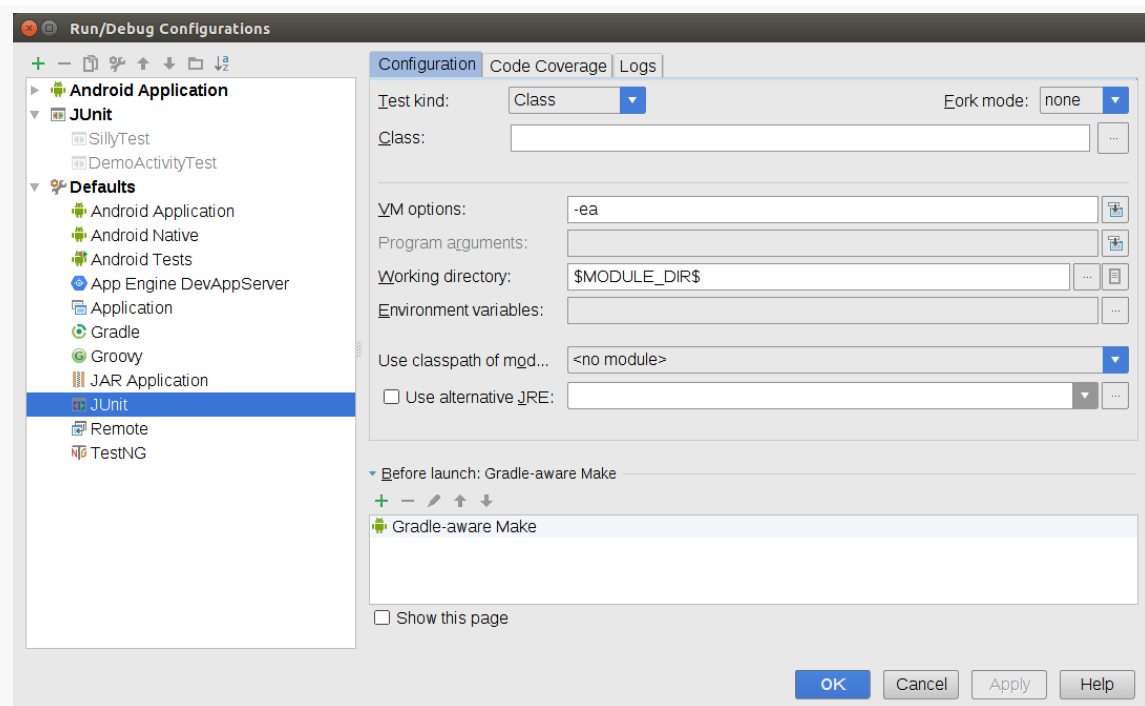 Run/Debug Configurations
Android Application
JUnit
SillyTest
DemoActivityTest
Defaults
Android Application
Android Native
Android Tests
App Engine DevAppServer
Application
Gradle
Groovy
JAR Application
JUnit
Remote
TestNG
Configuration Code Coverage Logs
Test kind: Class Fork mode: none
Class: ...
VM options: -ea
Program arguments:
Working directory: $MODULE_DIR$ ...
Environment variables: ...
Use classpath of mod... <no module>
Use alternative JRE: ...
Before launch: Gradle-aware Make
Gradle-aware Make
Show this page
OK Cancel Apply Help